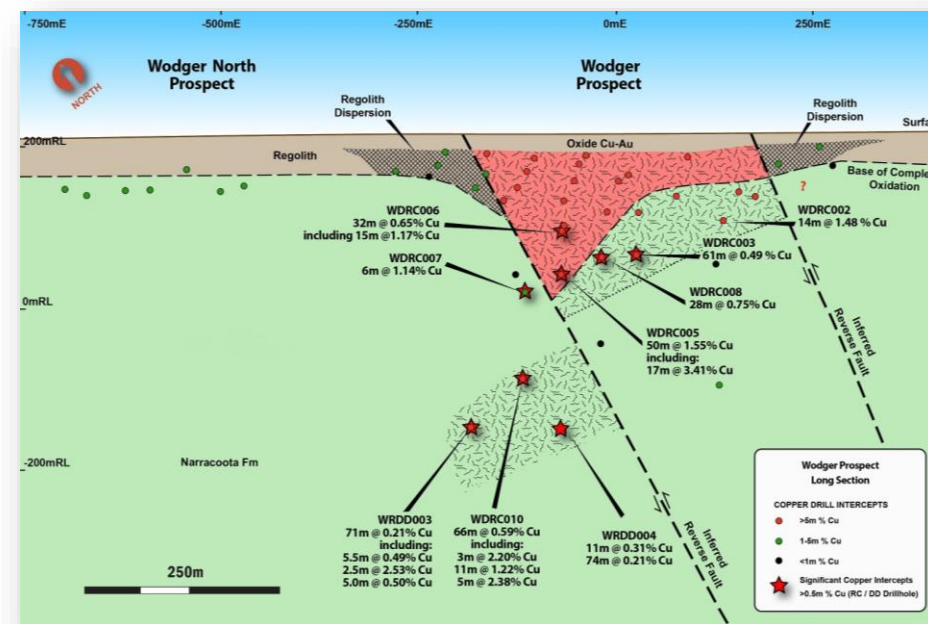 -750mE
-500mE
-250mE
0mE
250mE
NORTH
Wodger North
Prospect
Wodger
Prospect
Regolith
Dispersion
Regolith
Dispersion
200mRL
Surfa
Regolith
Oxide Cu-Au
Base of Comple
Oxidation
?
WDRC006
32m @ 0.65% Cu
including 15m @1.17% Cu
WDRC002
14m @ 1.48 % Cu
WDRC007
6m @ 1.14% Cu
WDRC003
61m @ 0.49 % Cu
WDRC008
28m @ 0.75% Cu
0mRL
WDRC005
50m @ 1.55% Cu
including:
17m @ 3.41% Cu
Inferred
Reverse Fault
-200mRL
Narracoota Fm
WRDD003
71m @ 0.21% Cu
including:
5.5m @ 0.49% Cu
2.5m @ 2.53% Cu
5.0m @ 0.50% Cu
WDRC010
66m @ 0.59% Cu
including:
3m @ 2.20% Cu
11m @ 1.22% Cu
5m @ 2.38% Cu
WRDD004
11m @ 0.31% Cu
74m @ 0.21% Cu
Inferred
Reverse Fault
250m
Wodger Prospect
Long Section
COPPER DRILL INTERCEPTS
>5m % Cu
1-5m % Cu
<1m % Cu
Significant Copper Intercepts
>0.5m % Cu (RC / DD Drillhole)